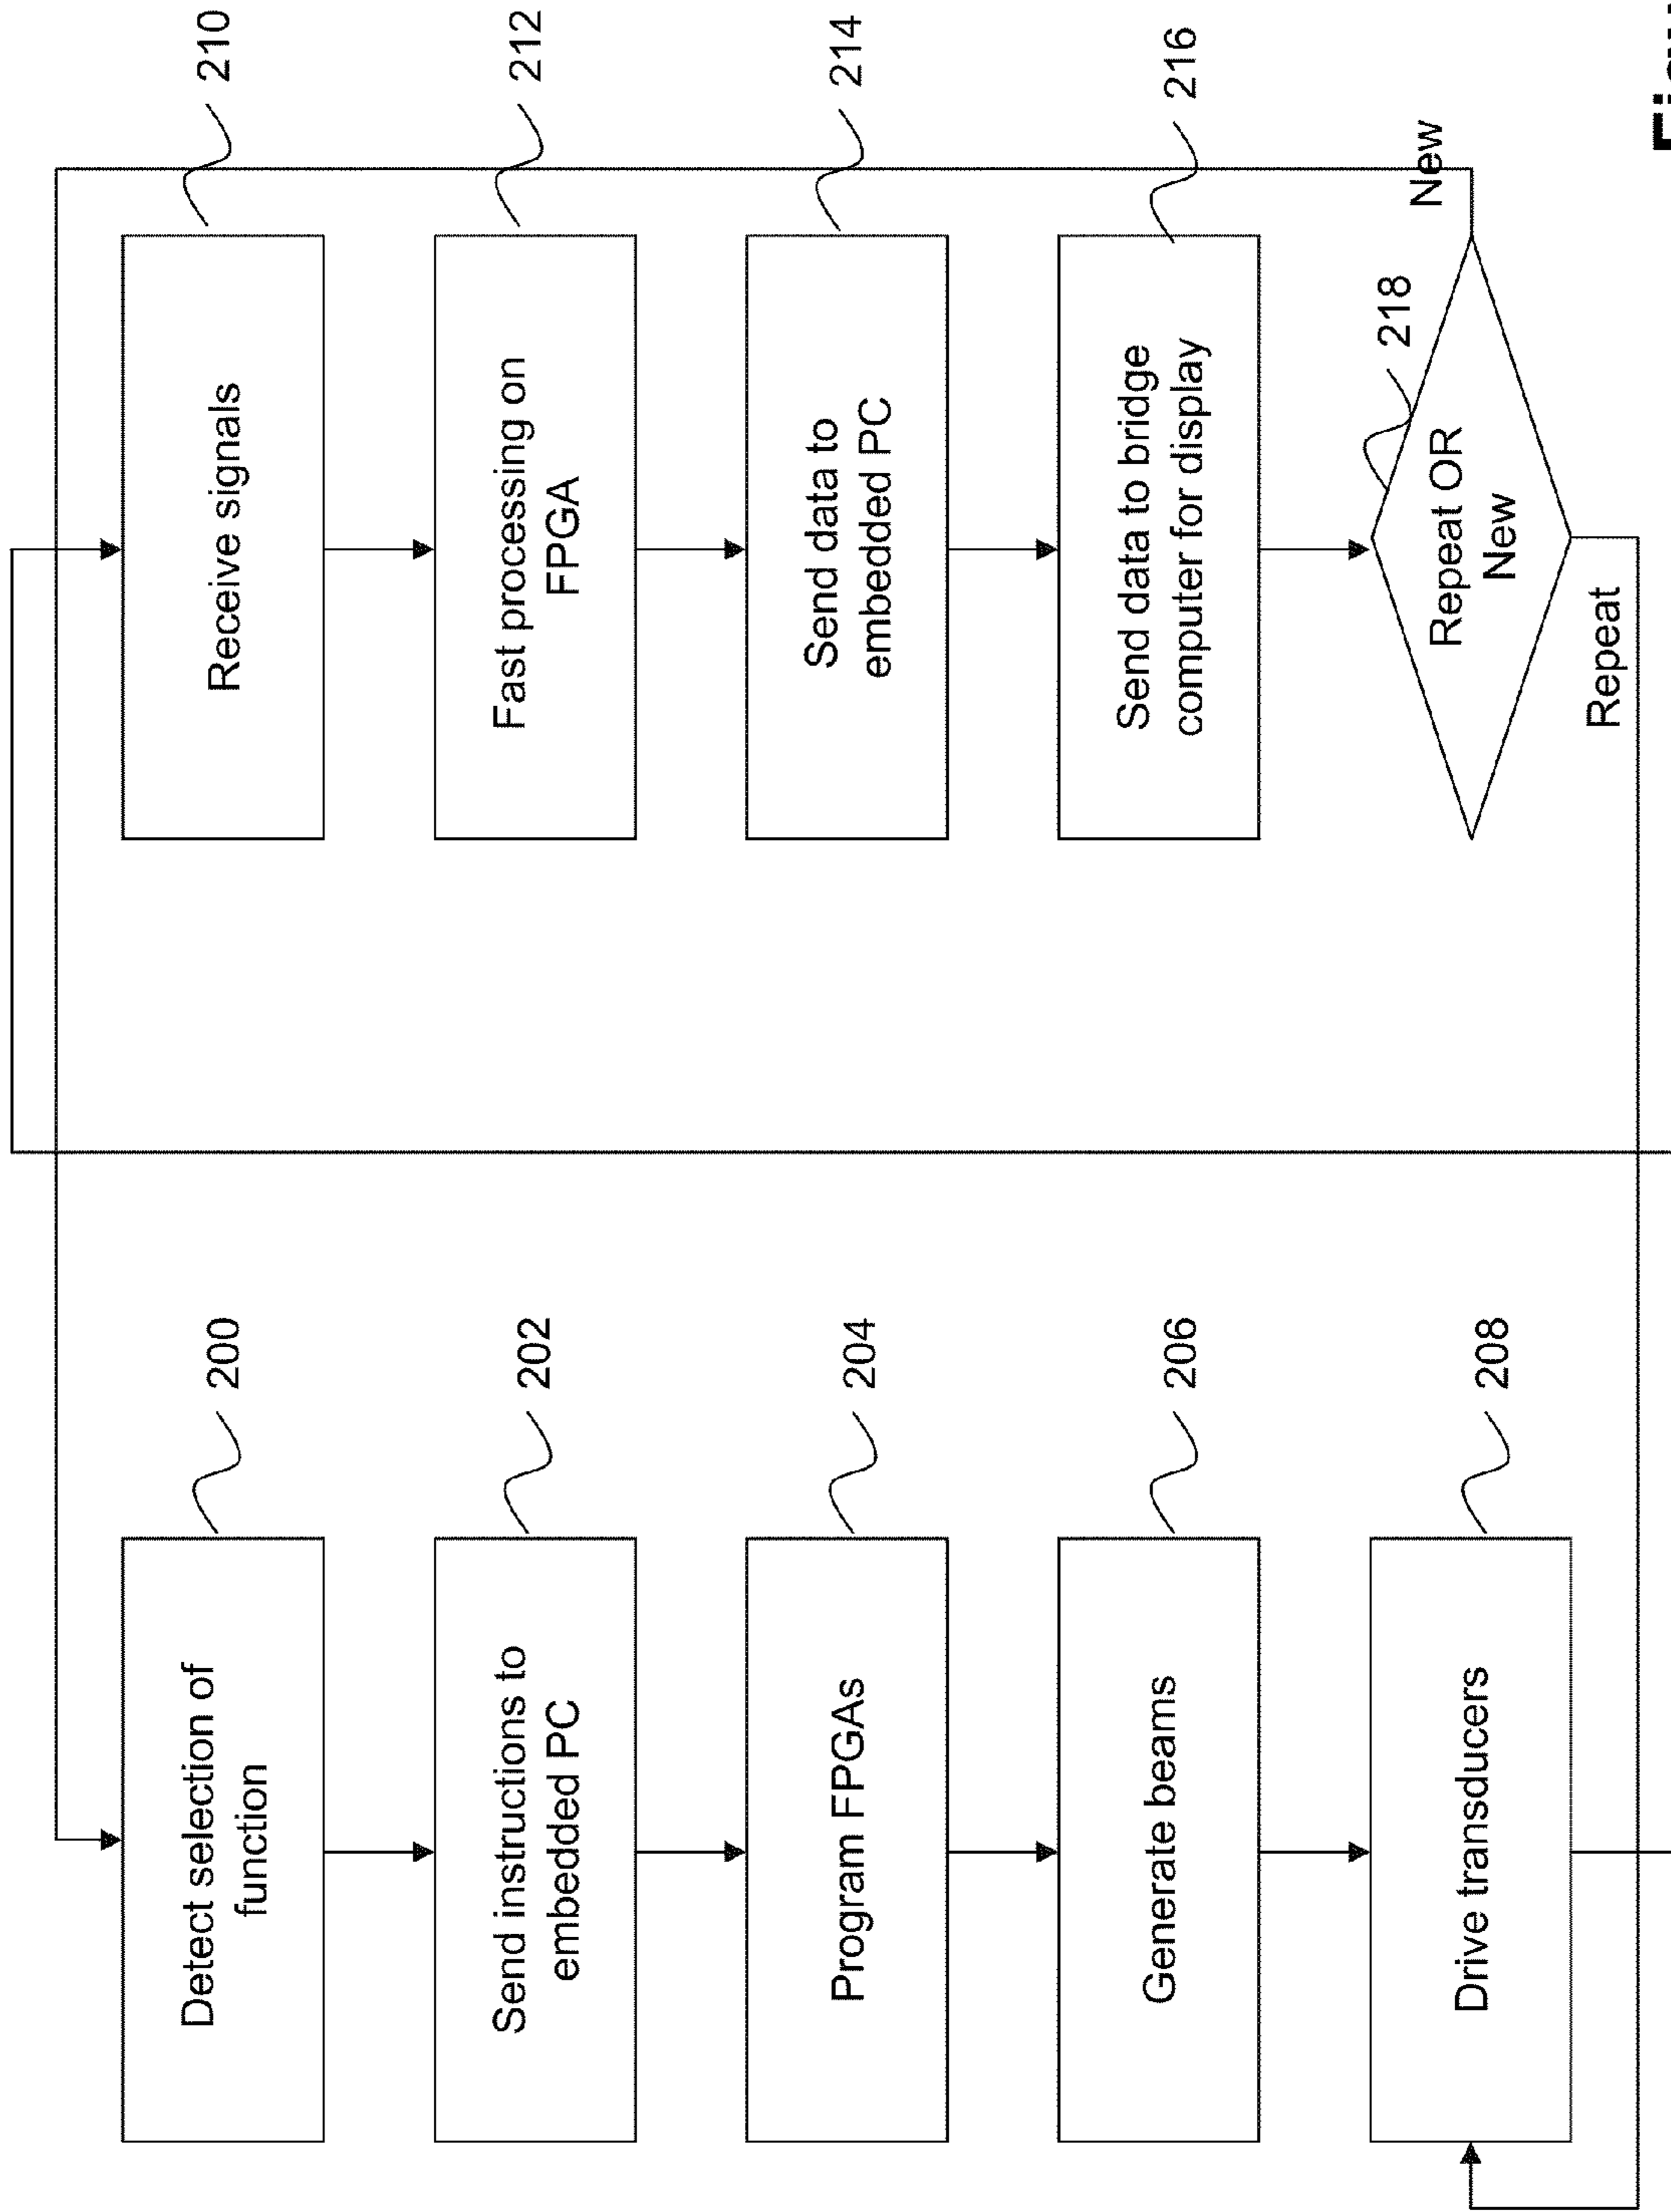 Detect selection of
function
200
Send instructions to
embedded PC
202
Program FPGAs
204
Generate beams
206
Drive transducers
208
Receive signals
210
Fast processing on
FPGA
212
Send data to
embedded PC
214
Send data to bridge
computer for display
216
218
Repeat OR
New
New
Repeat